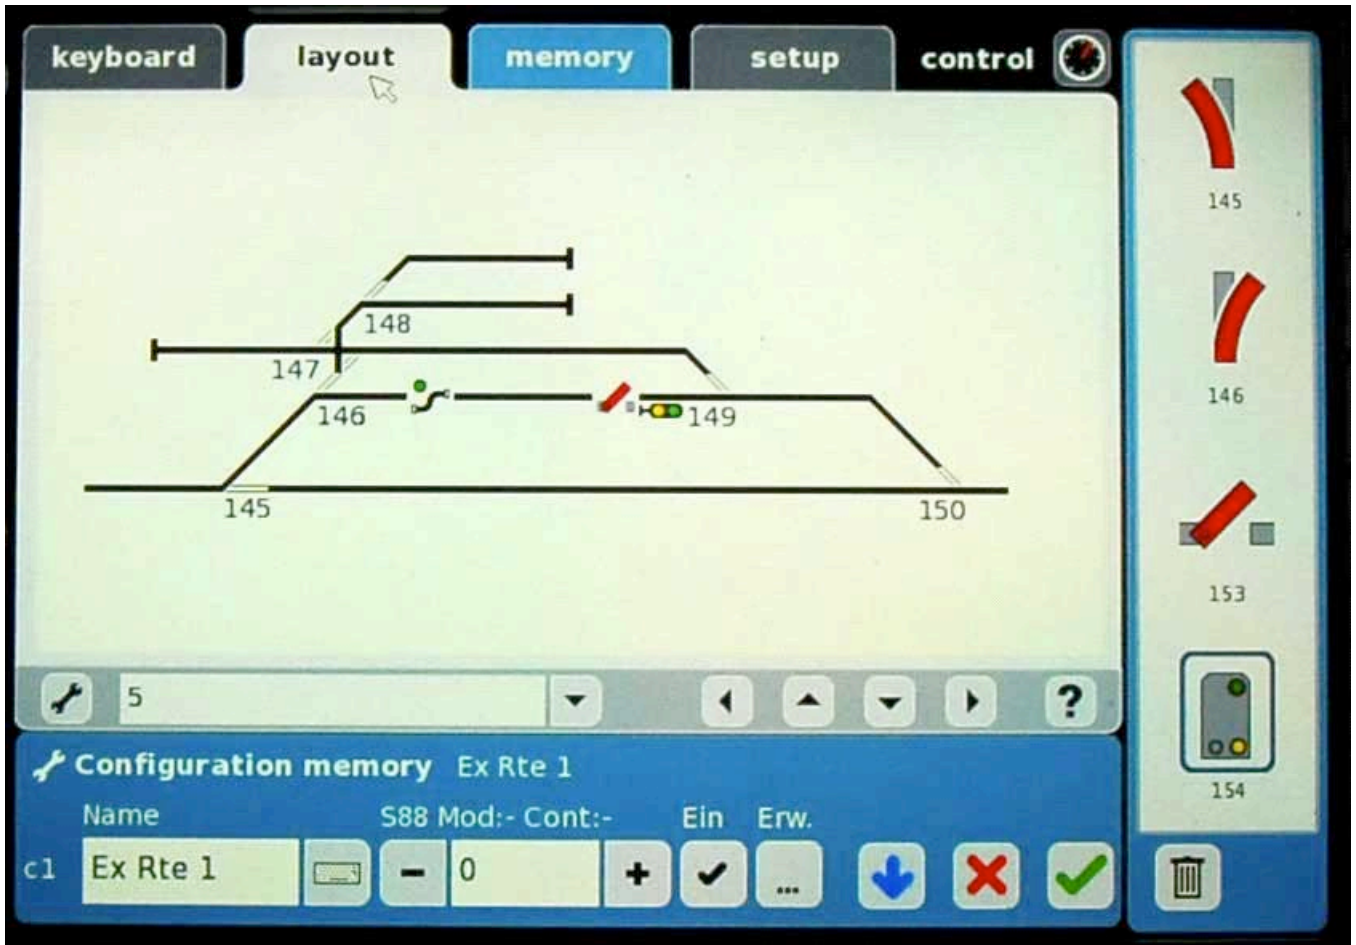 keyboard layout memory setup control
145
146
148
147
146 149
145 150
153
5 ?
154
Configuration memory Ex Rte 1
Name S88 Mod:- Cont:- Ein Erw.
c1 Ex Rte 1 - 0 + ...